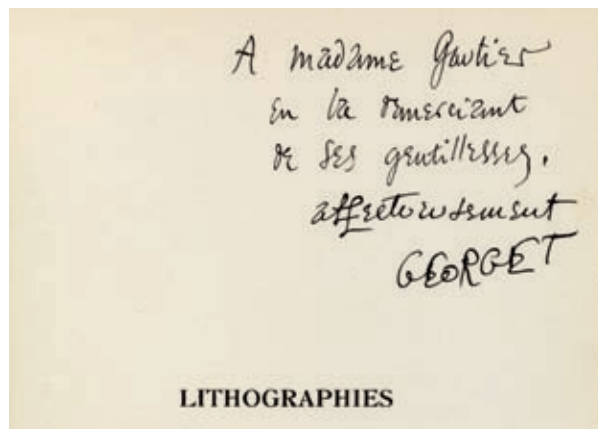 A madame Gautier
en la remerciant
de ses gentillesses.
affectueusement
GEORGET
LITHOGRAPHIES